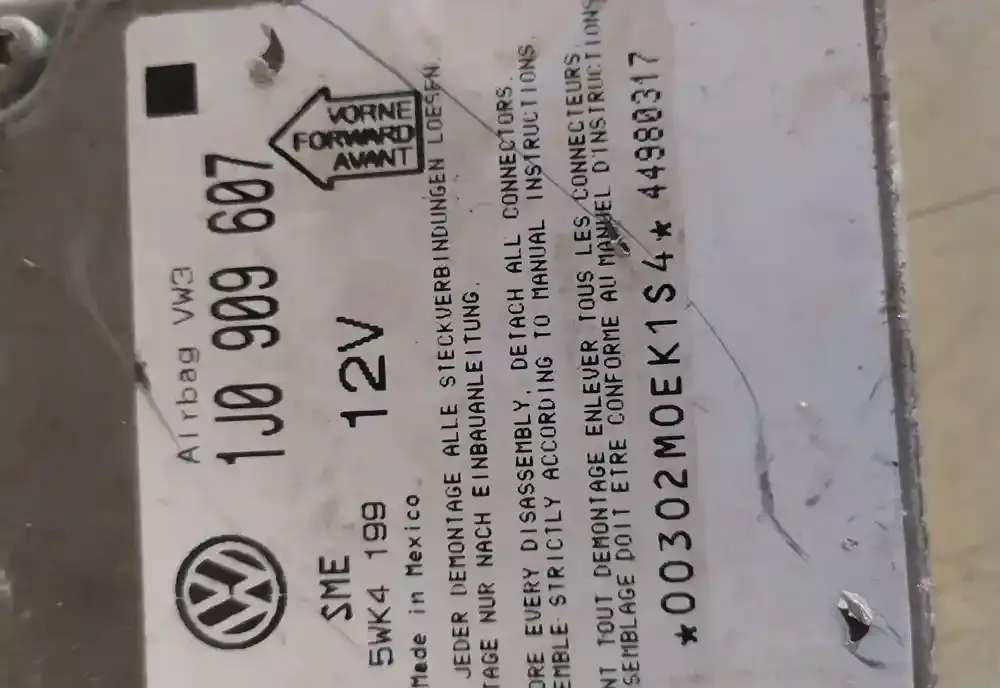 Airbag VW3
1J0 909 607
VORNE
FORWARD
AVANT
SME
12V
5WK4 199
Made in Mexico
JEDER DEMONTAGE ALLE STECKVERBINDUNGEN LOESEN.
TAGE NUR NACH EINBAUANLEITUNG.
ORE EVERY DISASSEMBLY, DETACH ALL CONNECTORS.
EMBLE STRICTLY ACCORDING TO MANUAL INSTRUCTIONS.
NT TOUT DEMONTAGE ENLEVER TOUS LES CONNECTEURS
SEMBLAGE DOIT ETRE CONFORME AU MANUEL D'INSTRUCTIONS
*00302M0EK1S4* 44980317